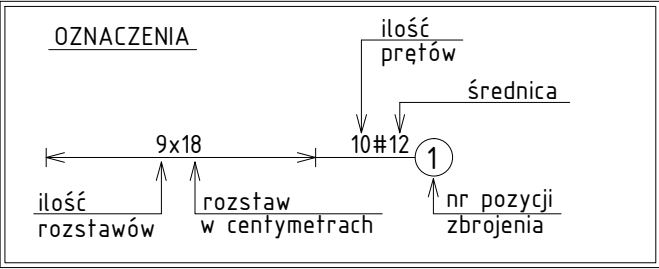 OZNACZENIA
ilość
prętów
średnica
9x18
10#12
1
ilość
rozstawów
rozstaw
w centymetrach
nr pozycji
zbrojenia